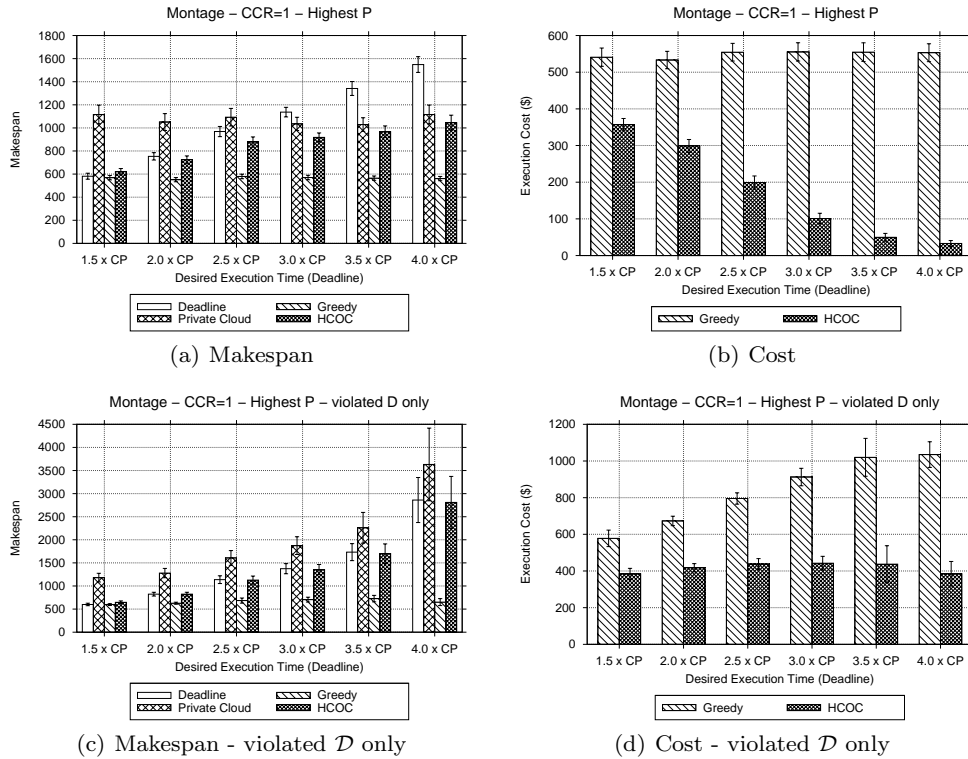 Montage – CCR=1 – Highest P
Makespan
1800
1600
1400
1200
1000
800
600
400
200
0
1.5 x CP 2.0 x CP 2.5 x CP 3.0 x CP 3.5 x CP 4.0 x CP
Desired Execution Time (Deadline)
Deadline Greedy
Private Cloud HCOC
(a) Makespan
Montage – CCR=1 – Highest P
Execution Cost ($)
600
500
400
300
200
100
0
1.5 x CP 2.0 x CP 2.5 x CP 3.0 x CP 3.5 x CP 4.0 x CP
Desired Execution Time (Deadline)
Greedy HCOC
(b) Cost
Montage – CCR=1 – Highest P – violated D only
Makespan
4500
4000
3500
3000
2500
2000
1500
1000
500
0
1.5 x CP 2.0 x CP 2.5 x CP 3.0 x CP 3.5 x CP 4.0 x CP
Desired Execution Time (Deadline)
Deadline Greedy
Private Cloud HCOC
(c) Makespan - violated 𝒟 only
Montage – CCR=1 – Highest P – violated D only
Execution Cost ($)
1200
1000
800
600
400
200
0
1.5 x CP 2.0 x CP 2.5 x CP 3.0 x CP 3.5 x CP 4.0 x CP
Desired Execution Time (Deadline)
Greedy HCOC
(d) Cost - violated 𝒟 only